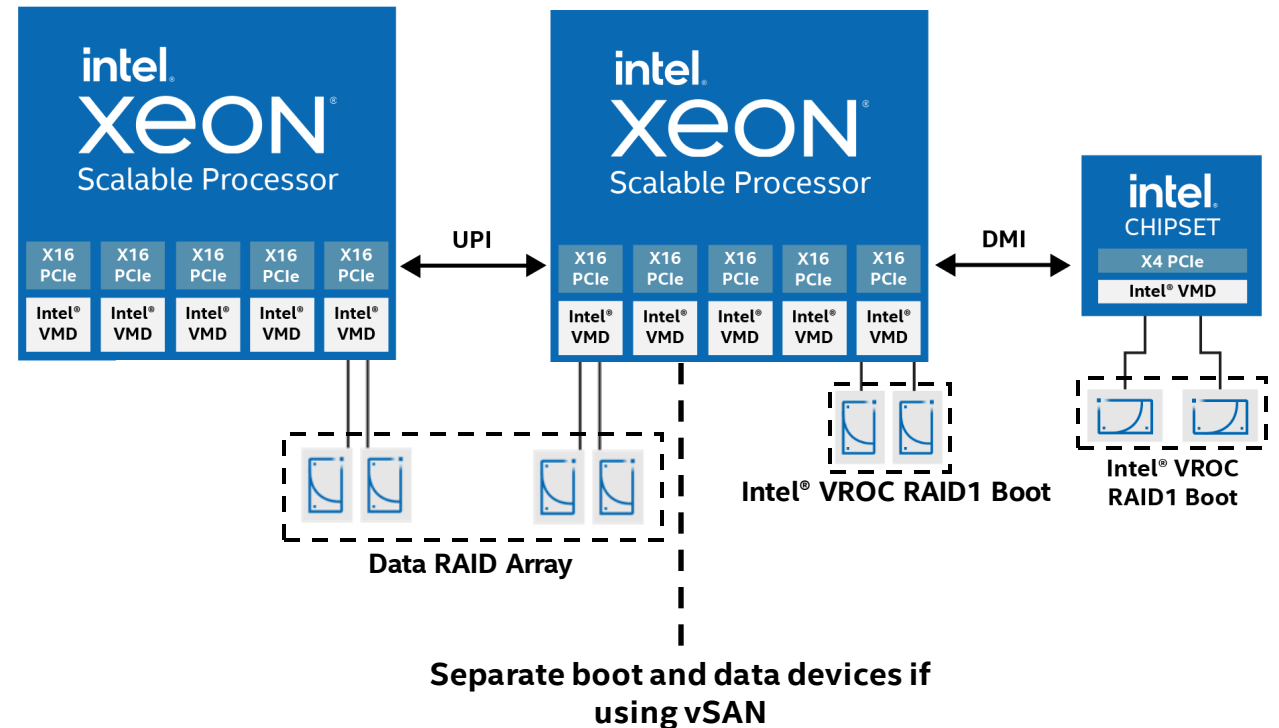 intel.
XEON®
Scalable Processor
X16 PCIe
X16 PCIe
X16 PCIe
X16 PCIe
X16 PCIe
Intel® VMD
Intel® VMD
Intel® VMD
Intel® VMD
Intel® VMD
UPI
intel.
XEON®
Scalable Processor
X16 PCIe
X16 PCIe
X16 PCIe
X16 PCIe
X16 PCIe
Intel® VMD
Intel® VMD
Intel® VMD
Intel® VMD
Intel® VMD
DMI
intel.
CHIPSET
X4 PCIe
Intel® VMD
Data RAID Array
Intel® VROC RAID1 Boot
Intel® VROC
RAID1 Boot
Separate boot and data devices if
using vSAN